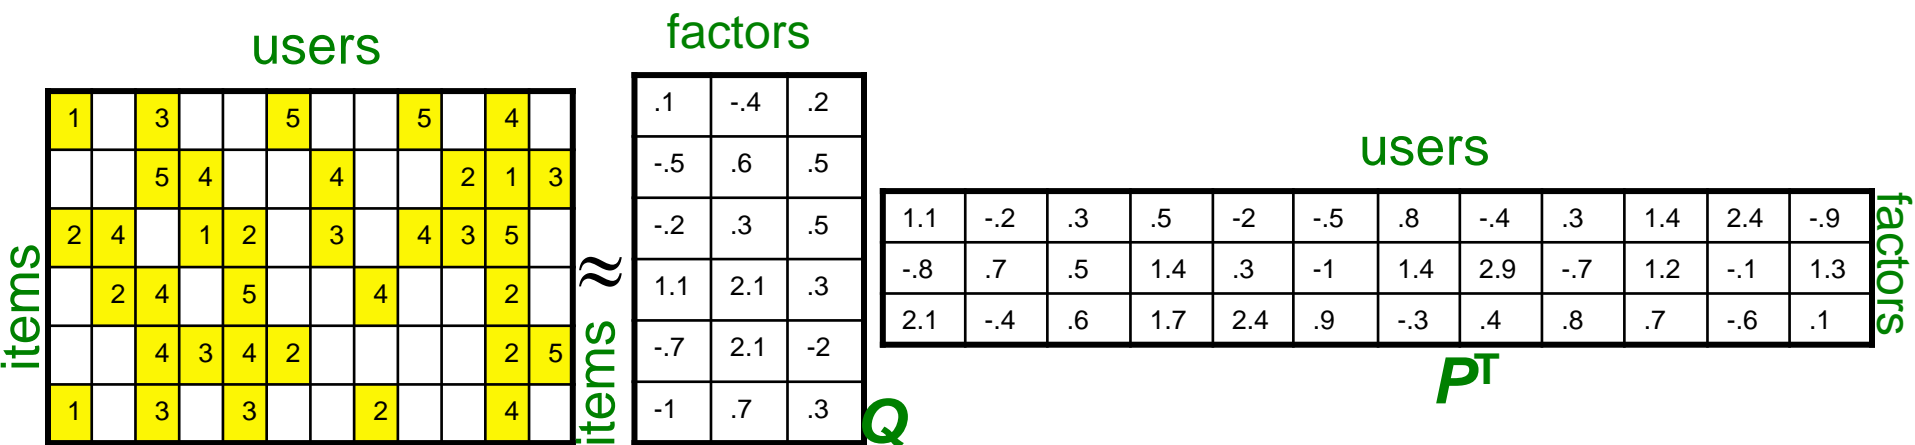 users
factors
users
items
1 3 5 5 4
5 4 4 2 1 3
2 4 1 2 3 4 3 5
2 4 5 4 2
4 3 4 2 2 5
1 3 3 2 4
≈
items
.1 -.4 .2
-.5 .6 .5
-.2 .3 .5
1.1 2.1 .3
-.7 2.1 -2
-1 .7 .3
Q
1.1 -.2 .3 .5 -2 -.5 .8 -.4 .3 1.4 2.4 -.9
-.8 .7 .5 1.4 .3 -1 1.4 2.9 -.7 1.2 -.1 1.3
2.1 -.4 .6 1.7 2.4 .9 -.3 .4 .8 .7 -.6 .1
factors
PT